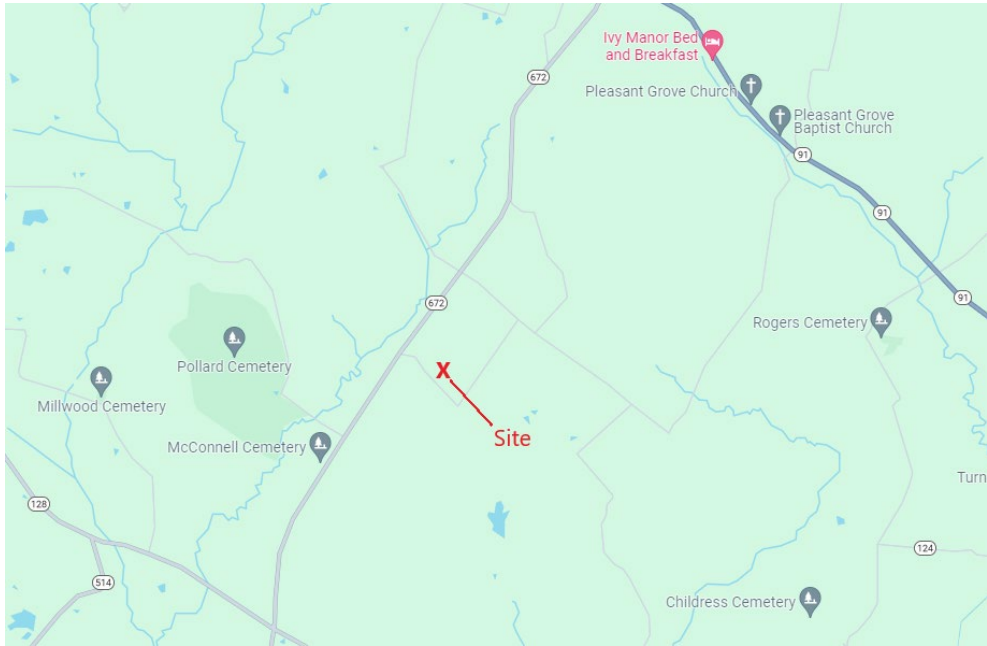 Ivy Manor Bed
and Breakfast
672
Pleasant Grove Church
Pleasant Grove
Baptist Church
91
91
91
672
Rogers Cemetery
Pollard Cemetery
X
Millwood Cemetery
McConnell Cemetery
Site
Turn
128
124
514
Childress Cemetery